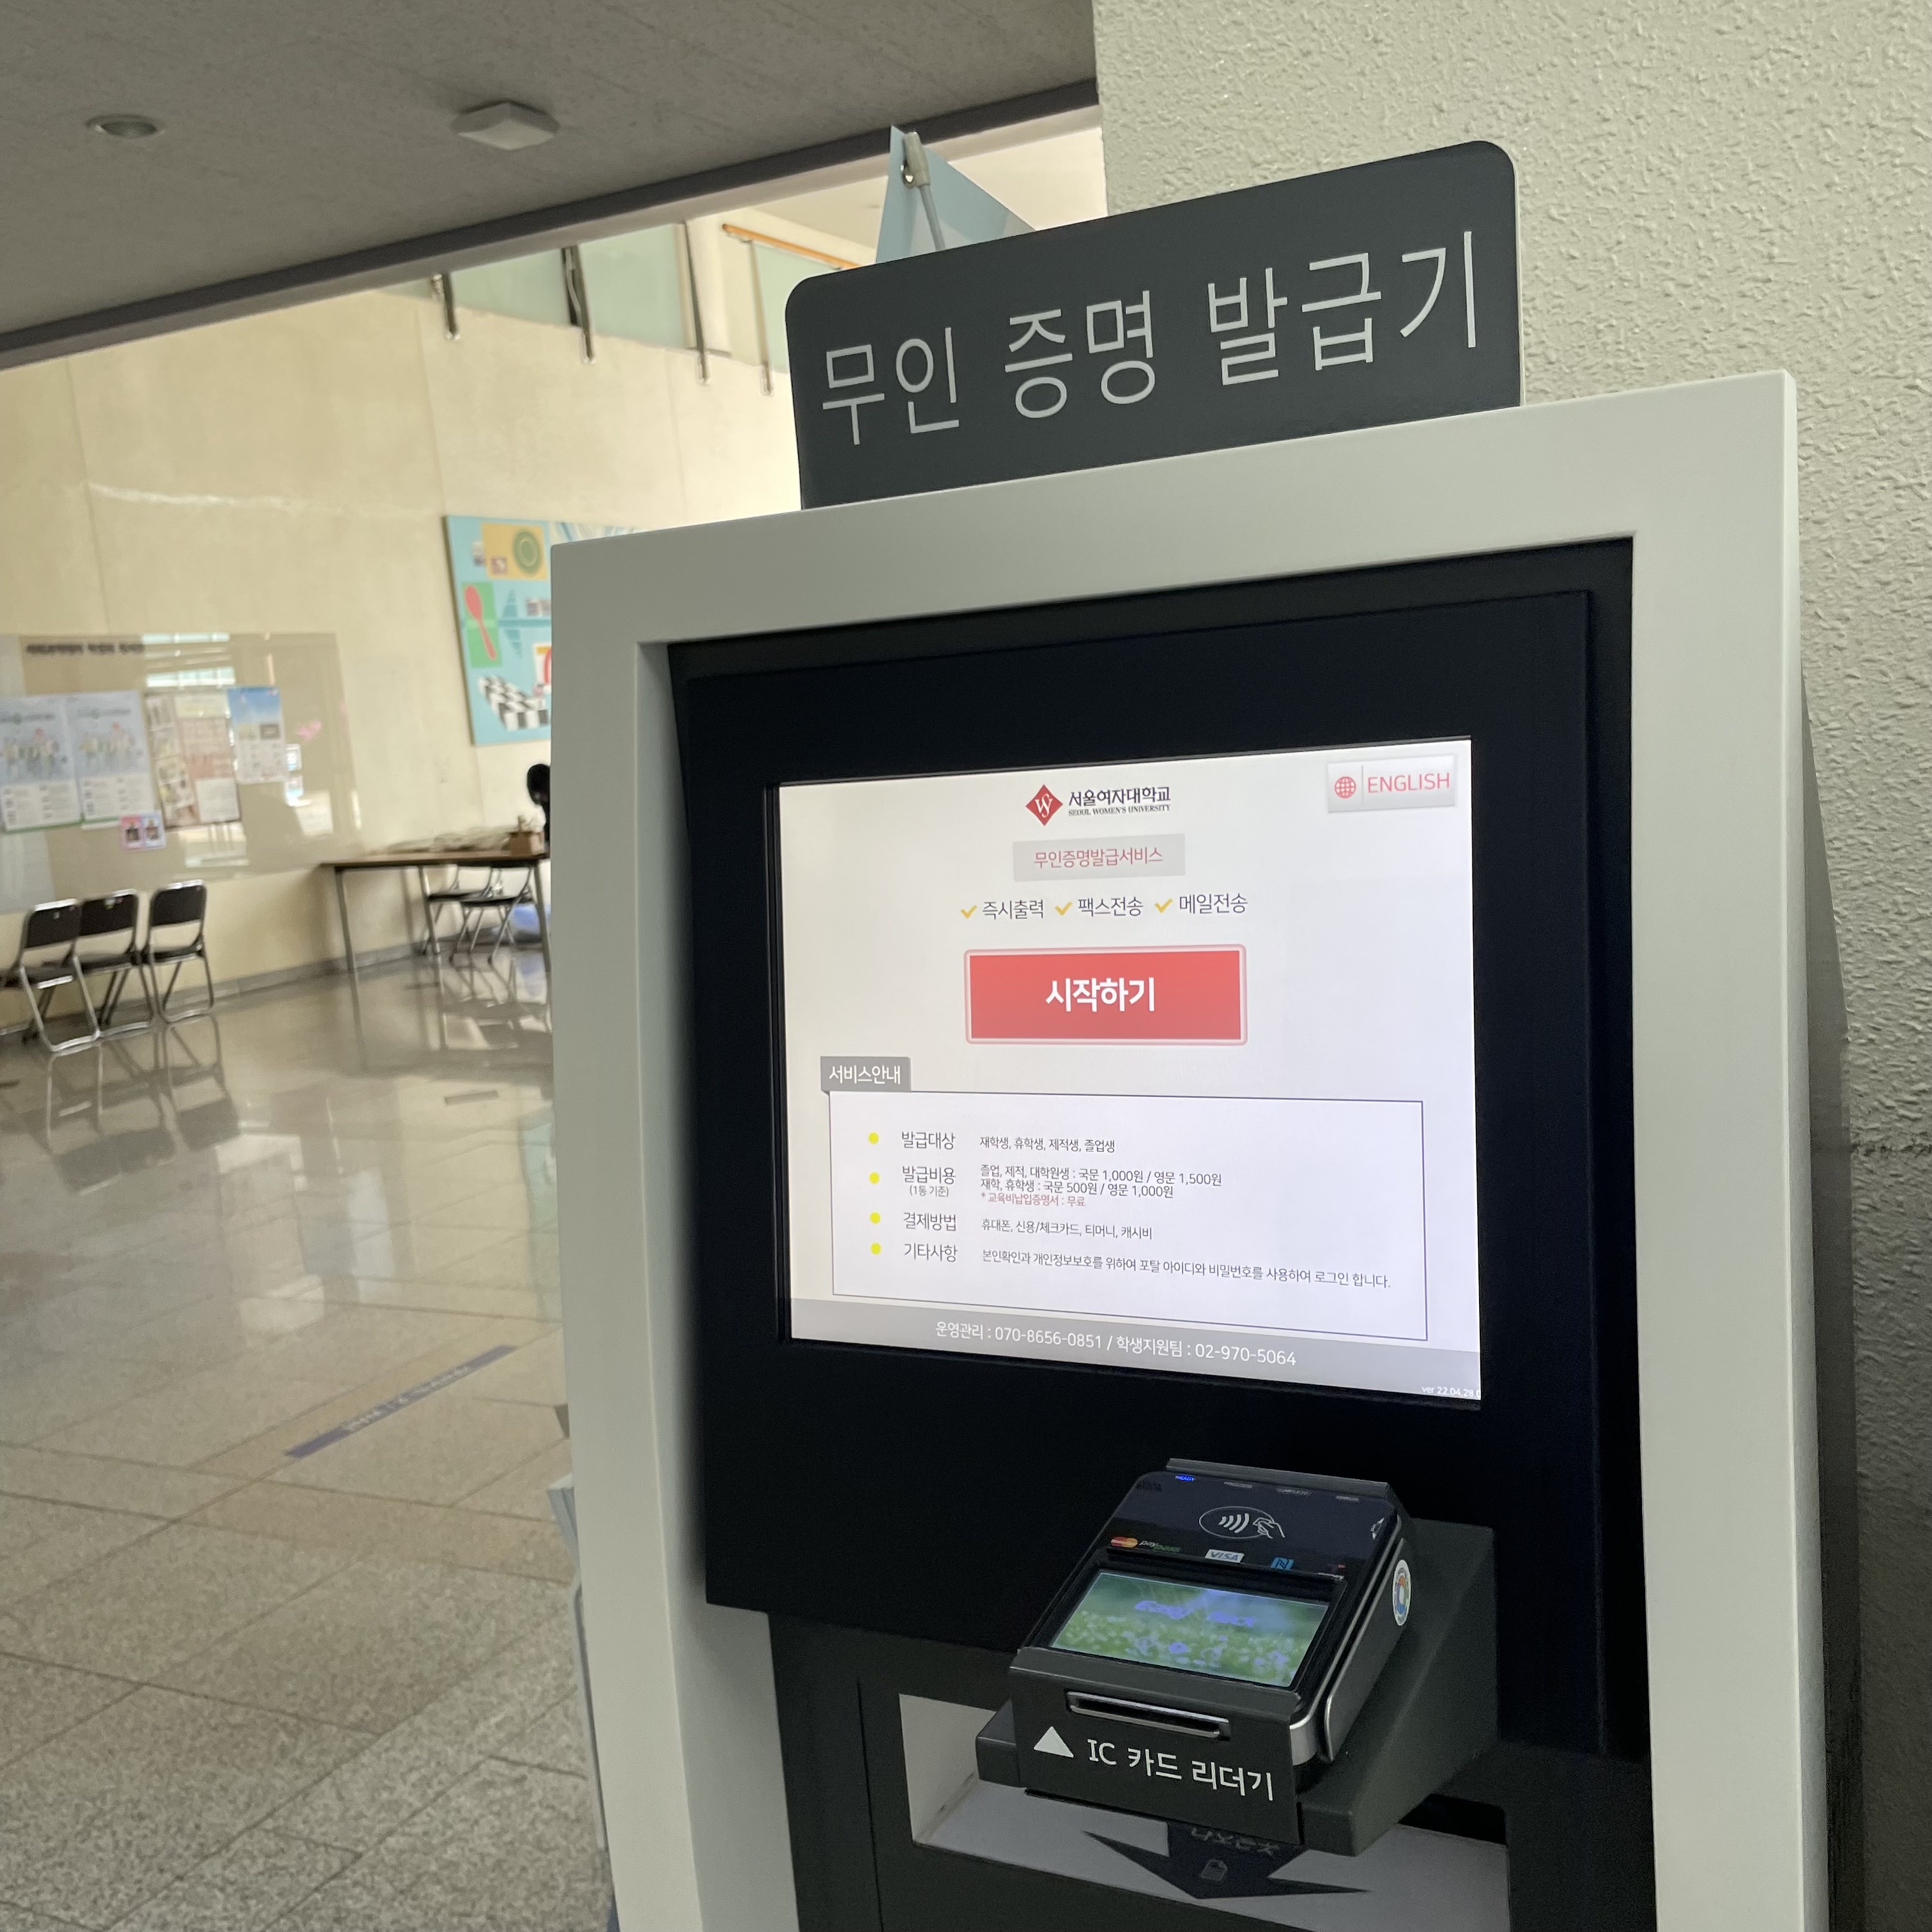 무인 증명 발급기
서울여자대학교
SEOUL WOMEN'S UNIVERSITY
ENGLISH
무인증명발급서비스
즉시출력 팩스전송 메일전송
시작하기
서비스안내
발급대상 재학생, 휴학생, 제적생, 졸업생
발급비용 졸업, 제적, 대학원생 : 국문 1,000원 / 영문 1,500원
(1통 기준) 재학, 휴학생 : 국문 500원 / 영문 1,000원
* 교육비납입증명서 : 무료
결제방법 휴대폰, 신용/체크카드, 티머니, 캐시비
기타사항 본인확인과 개인정보보호를 위하여 포탈 아이디와 비밀번호를 사용하여 로그인 합니다.
운영관리 : 070-8656-0851 / 학생지원팀 : 02-970-5064
ver 22.04.28
READY
VISA
IC 카드 리더기